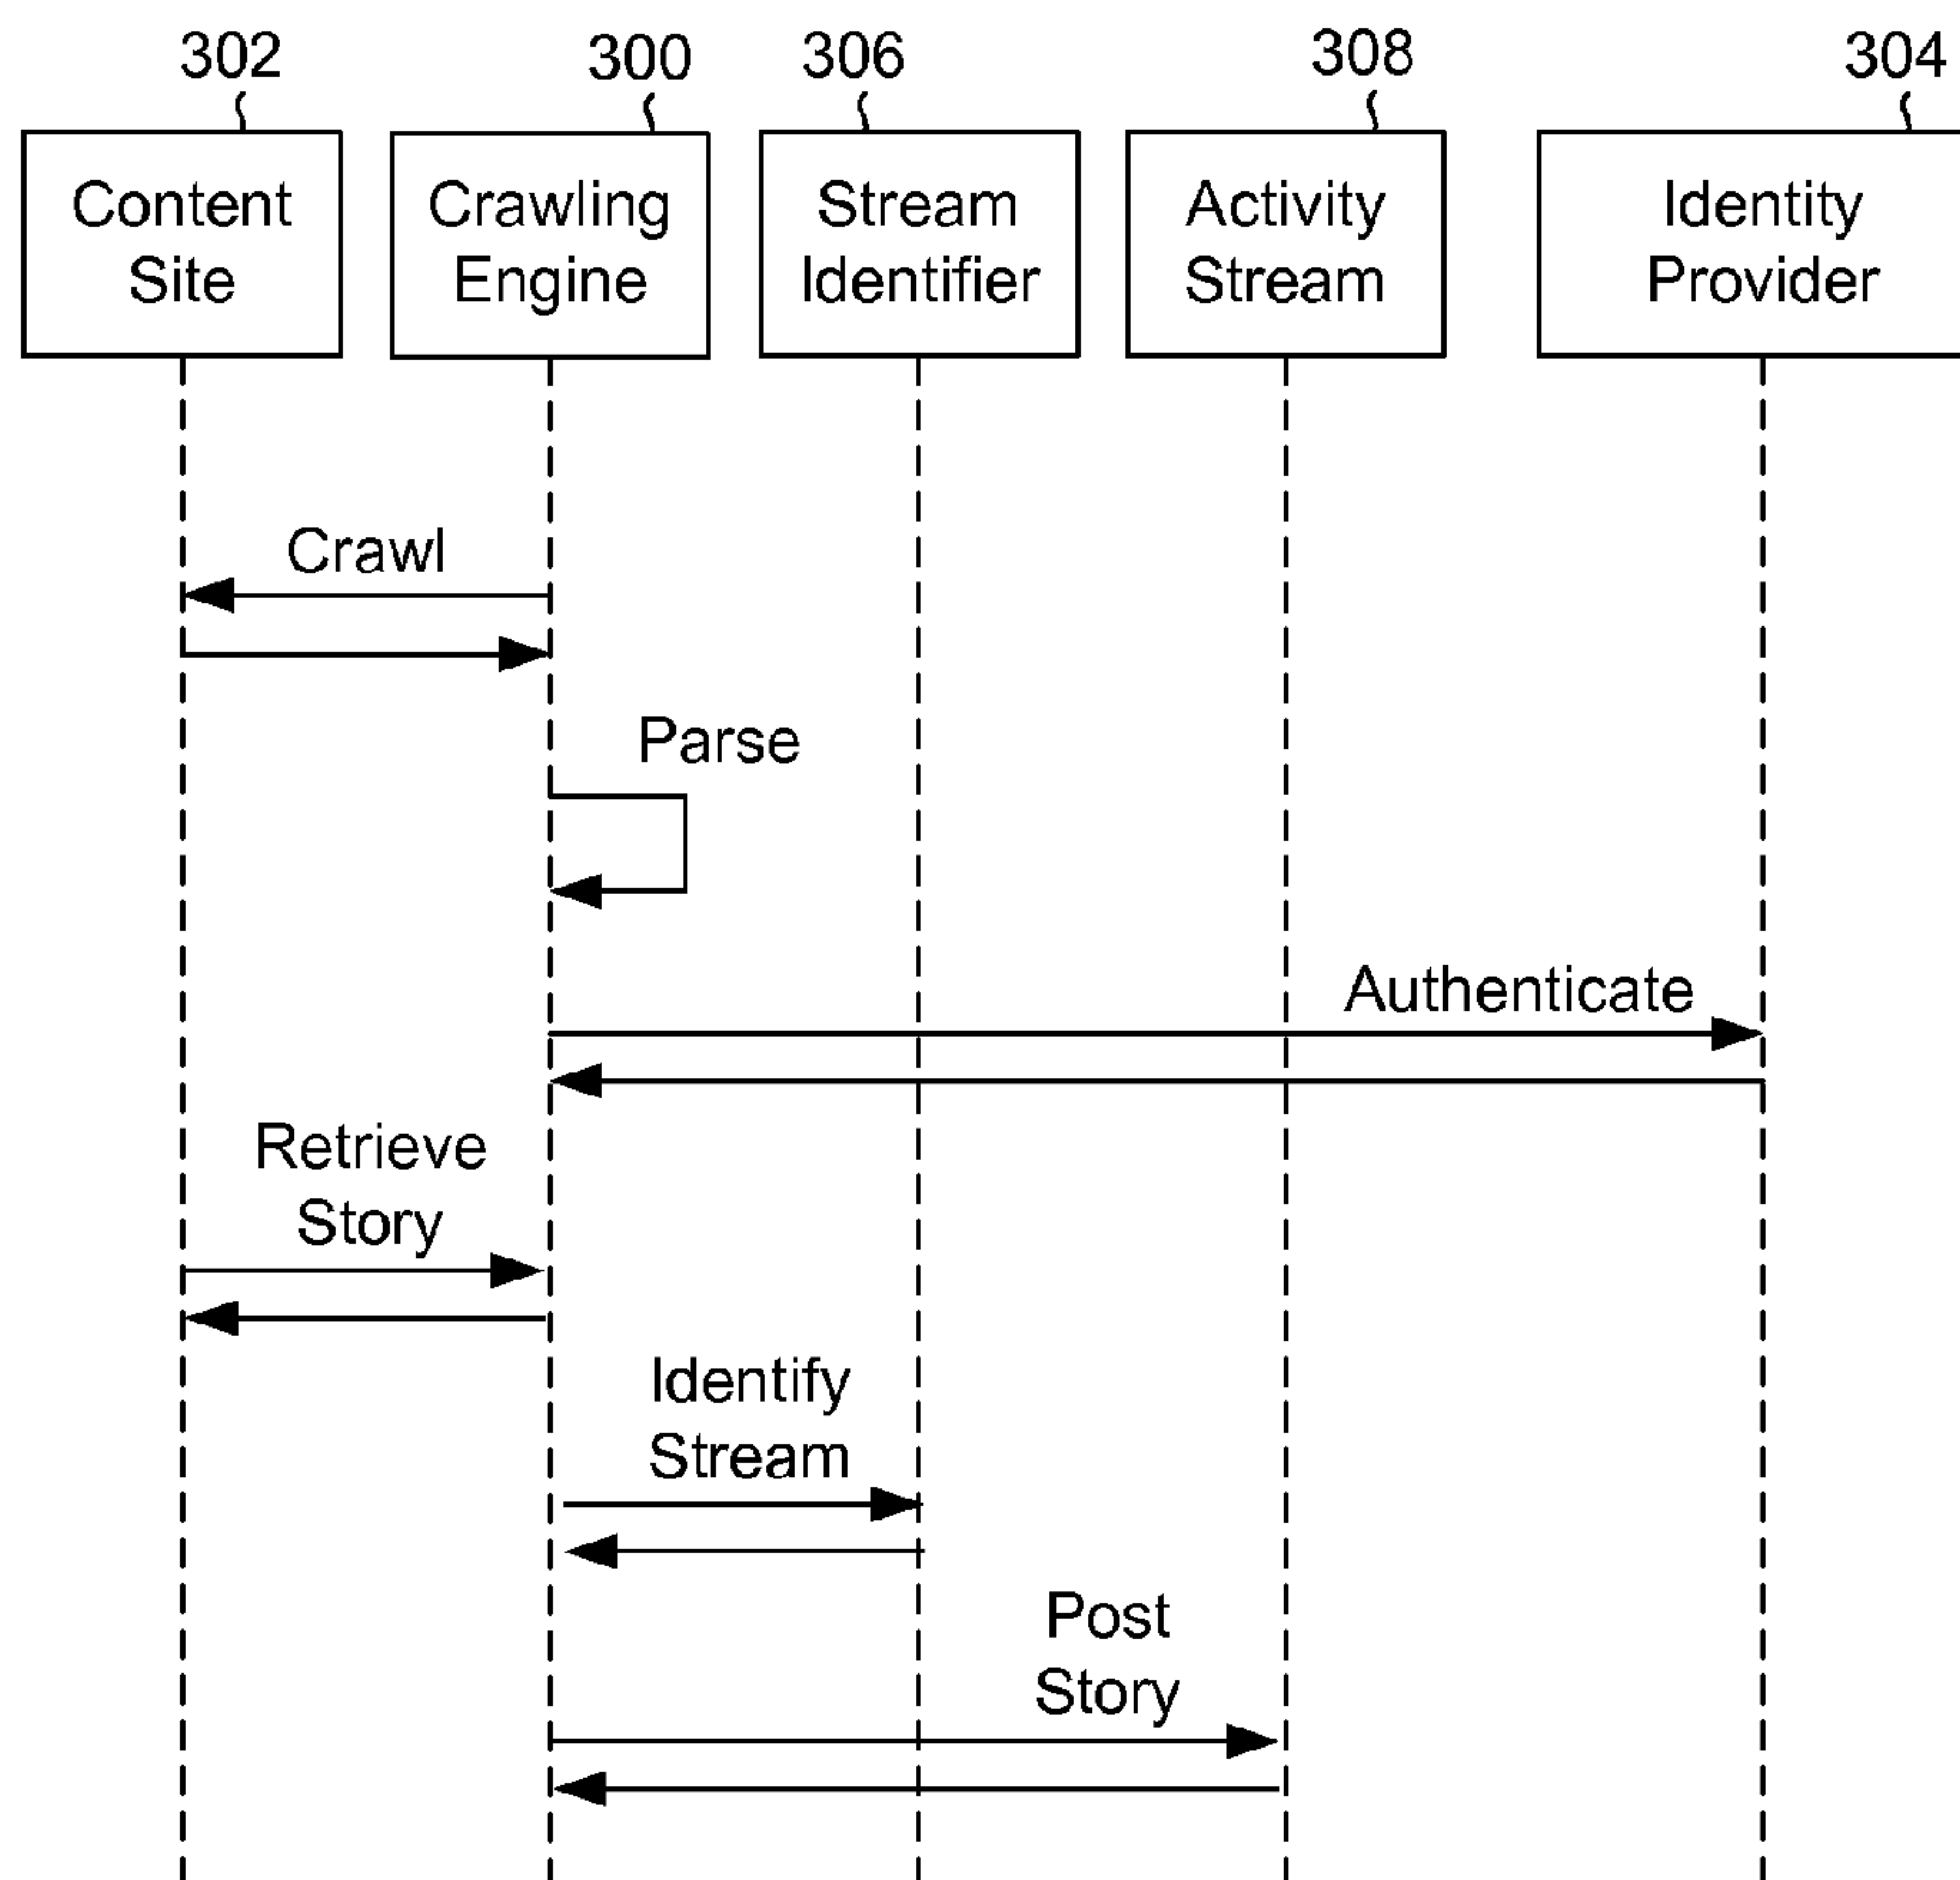 302
300
306
308
304
Content
Site
Crawling
Engine
Stream
Identifier
Activity
Stream
Identity
Provider
Crawl
Parse
Authenticate
Retrieve
Story
Identify
Stream
Post
Story